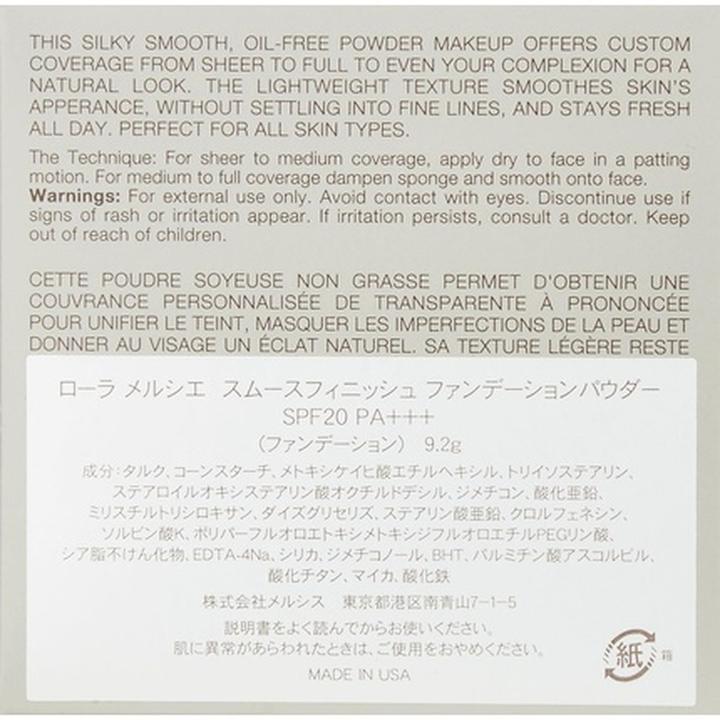 THIS SILKY SMOOTH, OIL-FREE POWDER MAKEUP OFFERS CUSTOM
COVERAGE FROM SHEER TO FULL TO EVEN YOUR COMPLEXION FOR A
NATURAL LOOK. THE LIGHTWEIGHT TEXTURE SMOOTHES SKIN'S
APPERANCE, WITHOUT SETTLING INTO FINE LINES, AND STAYS FRESH
ALL DAY. PERFECT FOR ALL SKIN TYPES.
The Technique: For sheer to medium coverage, apply dry to face in a patting
motion. For medium to full coverage dampen sponge and smooth onto face.
Warnings: For external use only. Avoid contact with eyes. Discontinue use if
signs of rash or irritation appear. If irritation persists, consult a doctor. Keep
out of reach of children.
CETTE POUDRE SOYEUSE NON GRASSE PERMET D'OBTENIR UNE
COUVRANCE PERSONNALISÉE DE TRANSPARENTE À PRONONCÉE
POUR UNIFIER LE TEINT, MASQUER LES IMPERFECTIONS DE LA PEAU ET
DONNER AU VISAGE UN ÉCLAT NATUREL. SA TEXTURE LÉGÈRE RESTE
ローラ メルシエ スムースフィニッシュ ファンデーションパウダー
SPF20 PA+++
（ファンデーション） 9.2g
成分：タルク、コーンスターチ、メトキシケイヒ酸エチルヘキシル、トリイソステアリン、
ステアロイルオキシステアリン酸オクチルドデシル、ジメチコン、酸化亜鉛、
ミリスチルトリシロキサン、ダイズグリセリズ、ステアリン酸亜鉛、クロルフェネシン、
ソルビン酸K、ポリパーフルオロエトキシメトキシジフルオロエチルPEGリン酸、
シア脂不けん化物、EDTA-4Na、シリカ、ジメチコノール、BHT、パルミチン酸アスコルビル、
酸化チタン、マイカ、酸化鉄
株式会社メルシス 東京都港区南青山7-1-5
説明書をよく読んでからお使いください。
肌に異常があらわれたときは、ご使用をおやめください。
MADE IN USA
紙 箱